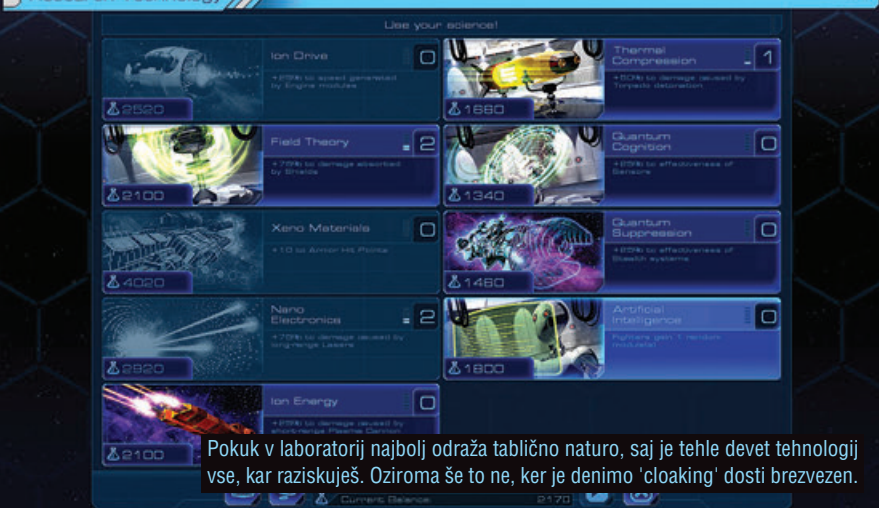 Research Technology
Use your science!
Ion Drive
0
+25% to speed generated
by Engine modules
2520
Thermal
Compression
1
+50% to damage caused by
Torpedo detonation
1680
Field Theory
2
+75% to damage absorbed
by Shields
2100
Quantum
Cognition
0
+25% to effectiveness of
Sensors
1340
Xeno Materials
0
+10 to Armor Hit Points
4020
Quantum
Suppression
0
+25% to effectiveness of
Stealth systems
1460
Nano
Electronics
2
+75% to damage caused by
long-range Lasers
2920
Artificial
Intelligence
0
Fighters gain 1 random
module(s)
1800
Ion Energy
0
+25% to damage caused by
short-range Plasma Cannon
2100
Pokuk v laboratorij najbolj odraža tablično naturo, saj je tehle devet tehnologij
vse, kar raziskuješ. Oziroma še to ne, ker je denimo 'cloaking' dosti brezvezen.
Current Balance: 2170